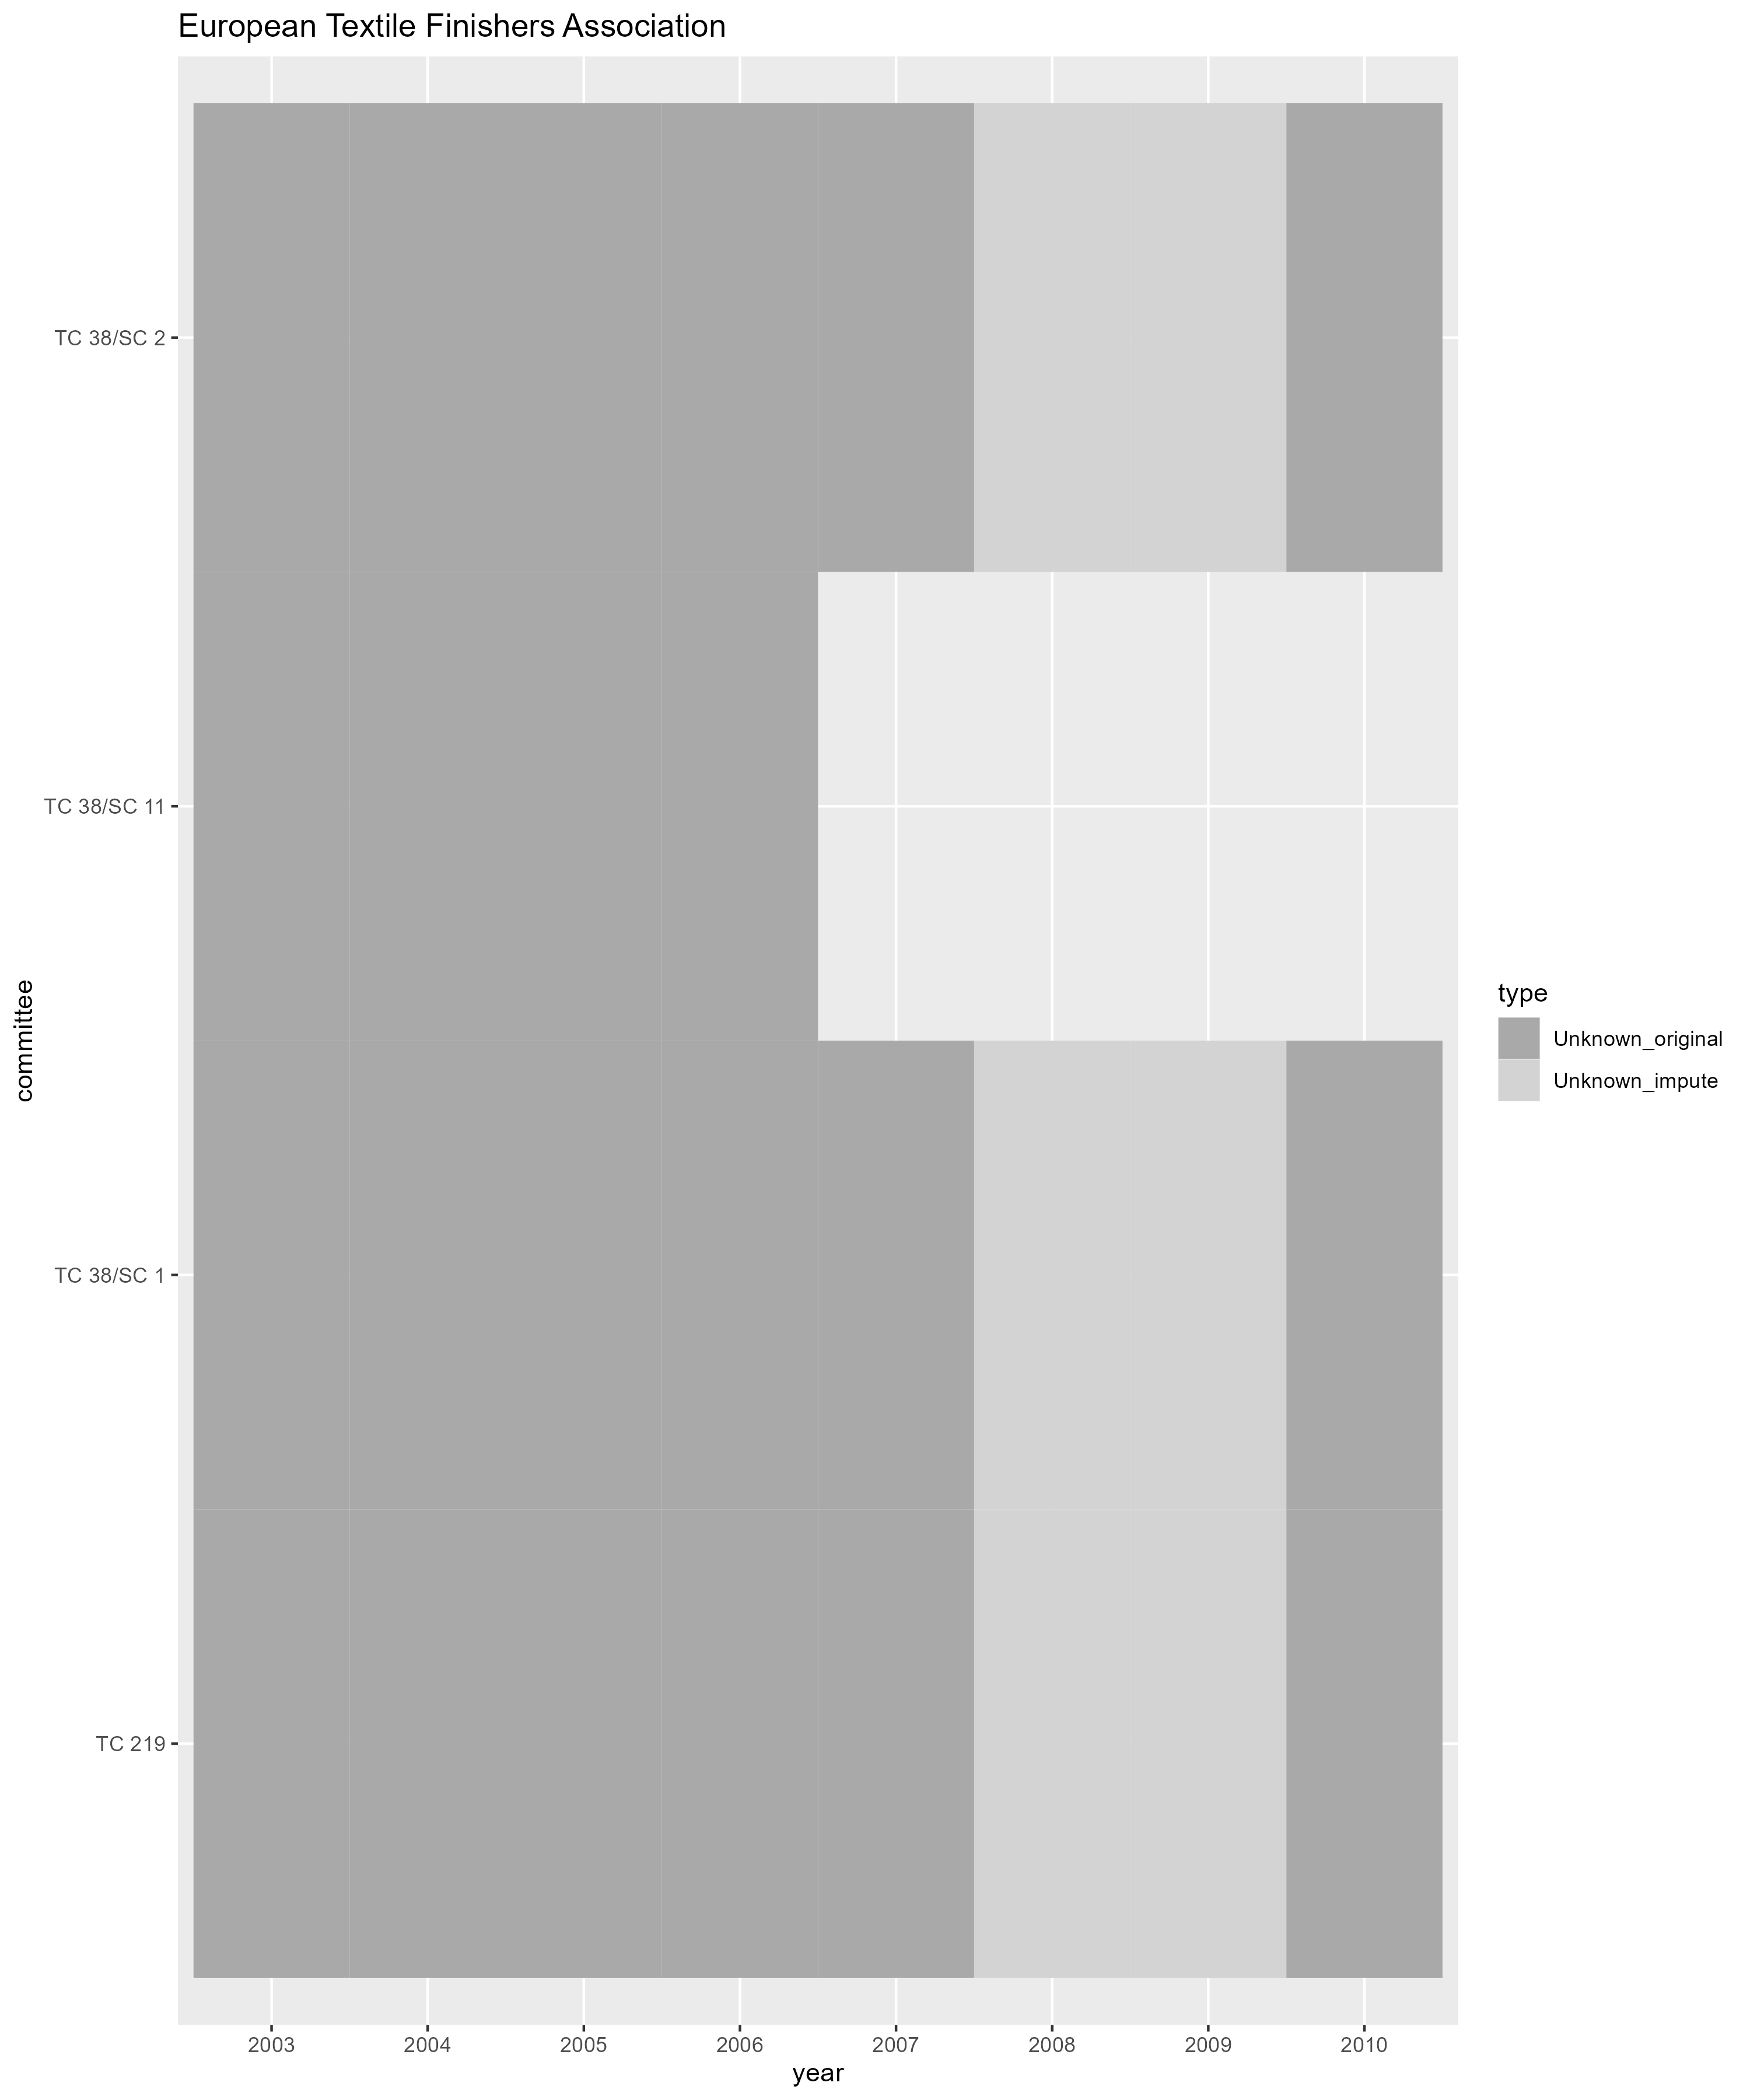 European Textile Finishers Association
committee
TC 38/SC 2
TC 38/SC 11
TC 38/SC 1
TC 219
2003 2004 2005 2006 2007 2008 2009 2010
year
type
Unknown_original
Unknown_impute